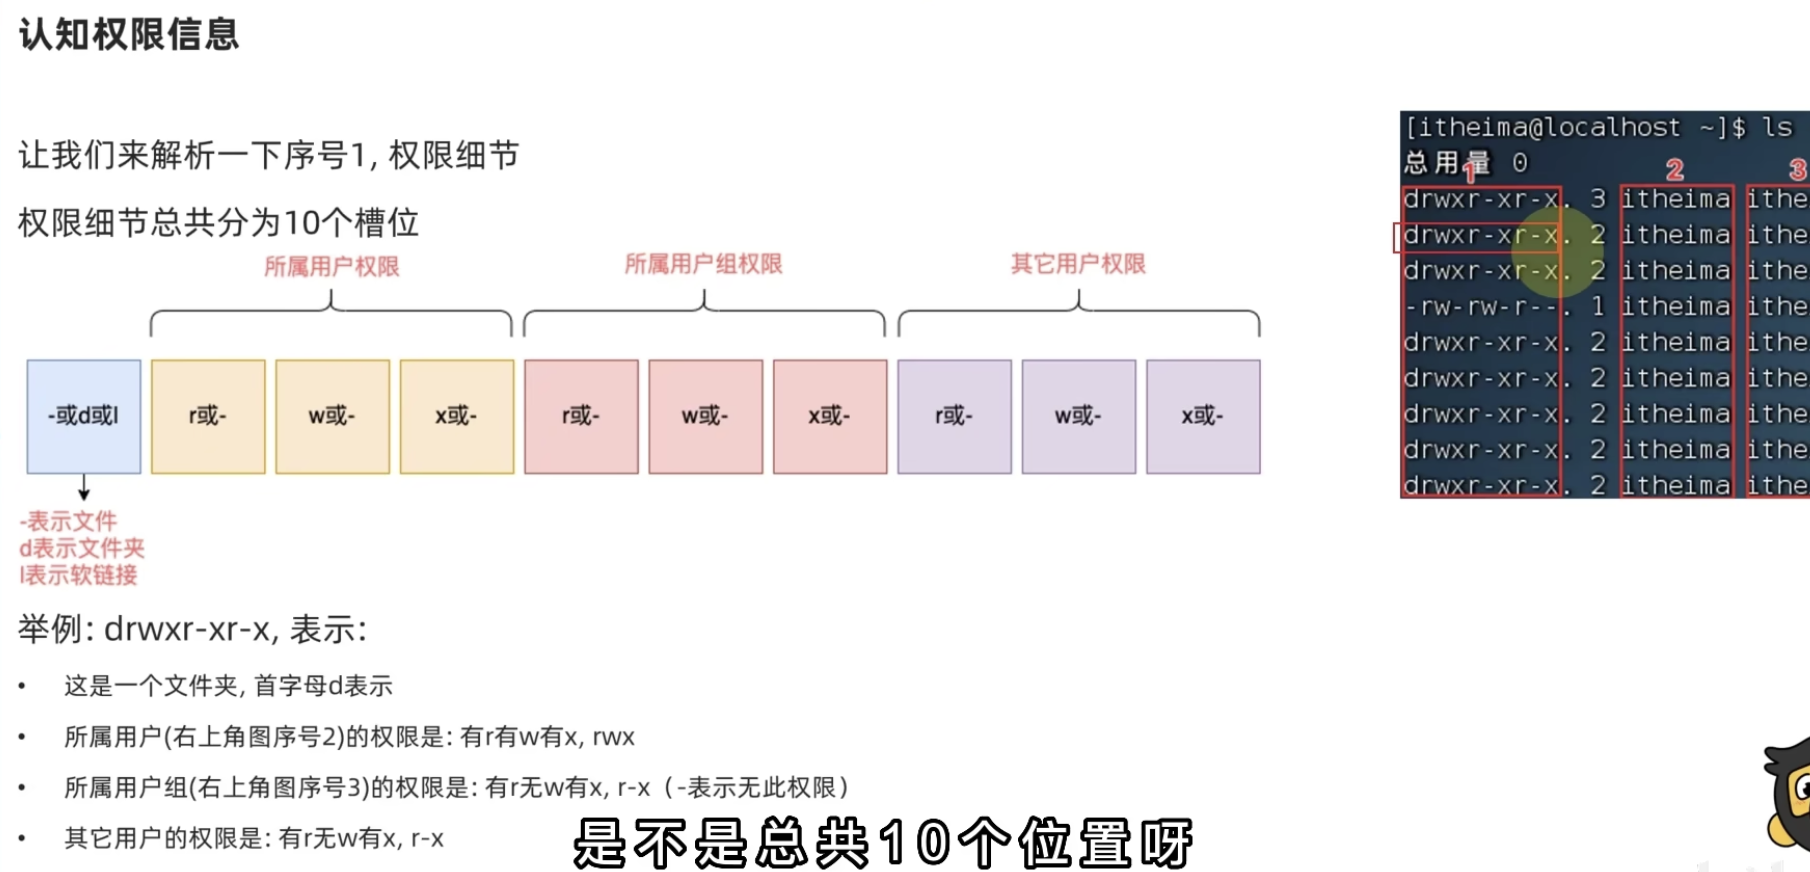 认知权限信息
让我们来解析一下序号1, 权限细节
权限细节总共分为10个槽位
所属用户权限
所属用户组权限
其它用户权限
-或d或l
r或-
w或-
x或-
r或-
w或-
x或-
r或-
w或-
x或-
-表示文件
d表示文件夹
l表示软链接
举例: drwxr-xr-x, 表示:
• 这是一个文件夹, 首字母d表示
• 所属用户(右上角图序号2)的权限是: 有r有w有x, rwx
• 所属用户组(右上角图序号3)的权限是: 有r无w有x, r-x（-表示无此权限）
• 其它用户的权限是: 有r无w有x, r-x
[itheima@localhost ~]$ ls
总用量 0
1
2
3
drwxr-xr-x. 3 itheima ithe
drwxr-xr-x. 2 itheima ithe
drwxr-xr-x. 2 itheima ithe
-rw-rw-r--. 1 itheima ithe
drwxr-xr-x. 2 itheima ithe
drwxr-xr-x. 2 itheima ithe
drwxr-xr-x. 2 itheima ithe
drwxr-xr-x. 2 itheima ithe
drwxr-xr-x. 2 itheima ithe
是不是总共10个位置呀